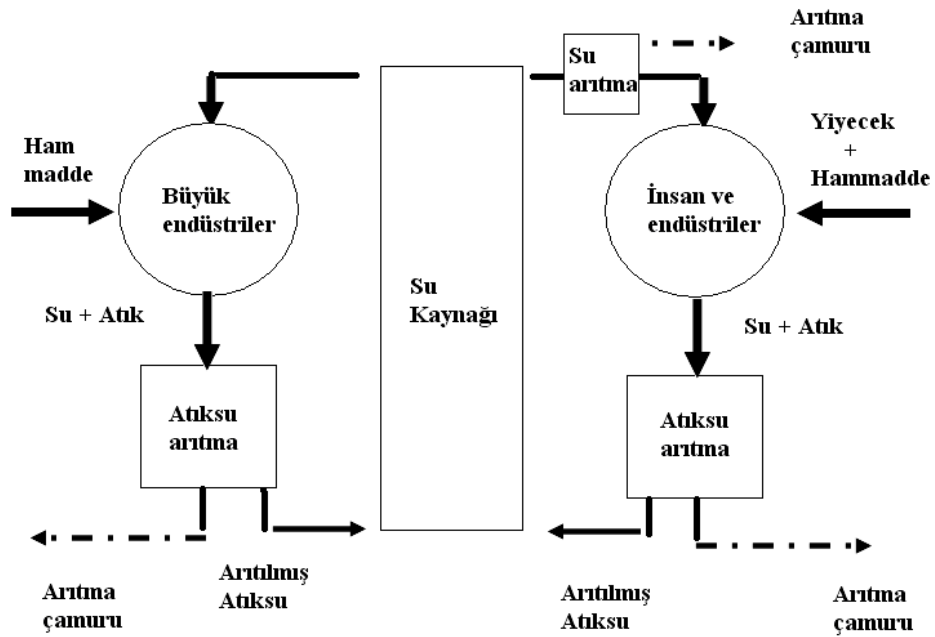 Arıtma
çamuru
Su
arıtma
Ham
madde
Büyük
endüstriler
Su + Atık
Atıksu
arıtma
Arıtma
çamuru
Arıtılmış
Atıksu
Su
Kaynağı
Yiyecek
+
Hammadde
İnsan ve
endüstriler
Su + Atık
Atıksu
arıtma
Arıtılmış
Atıksu
Arıtma
çamuru